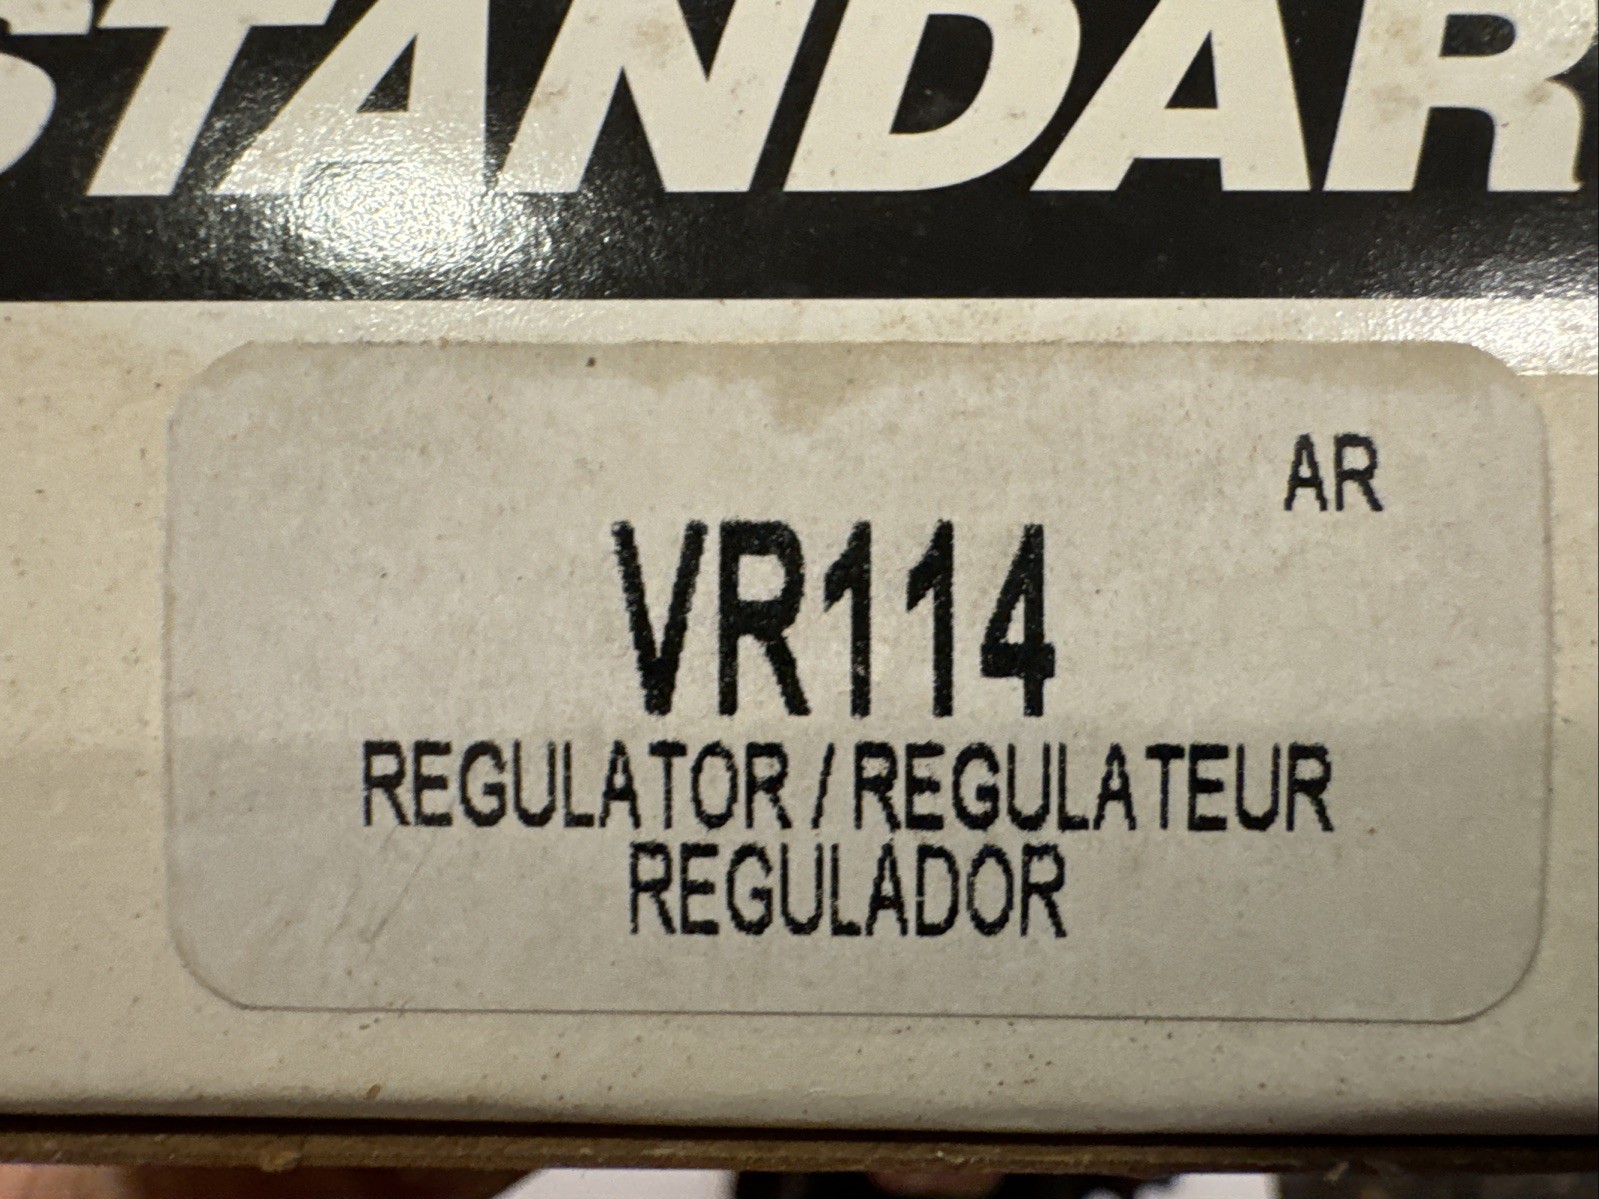 STANDAR
AR
VR114
REGULATOR / REGULATEUR
REGULADOR